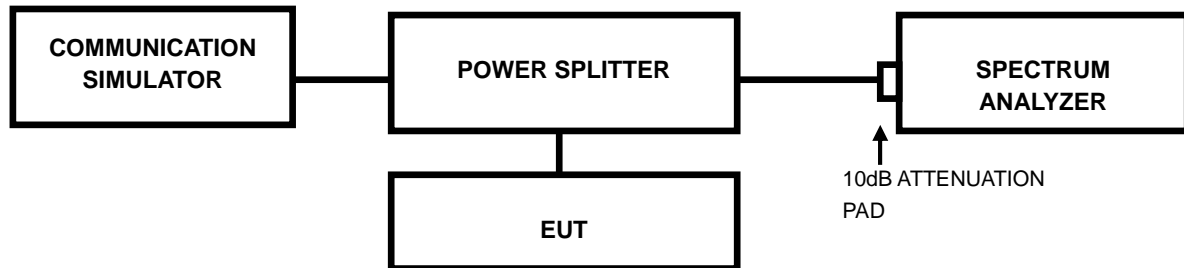 COMMUNICATION
SIMULATOR
POWER SPLITTER
SPECTRUM
ANALYZER
10dB ATTENUATION
PAD
EUT